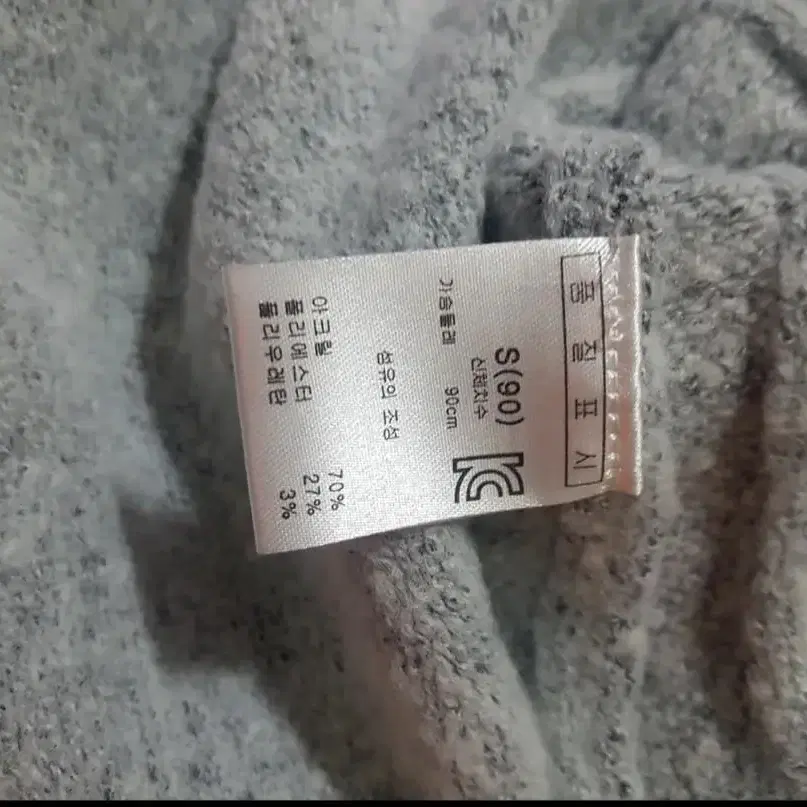 품질표시
S(90)
KC
신체치수
가슴둘레 90cm
섬유의 조성
아크릴 70%
폴리에스터 27%
폴리우레탄 3%